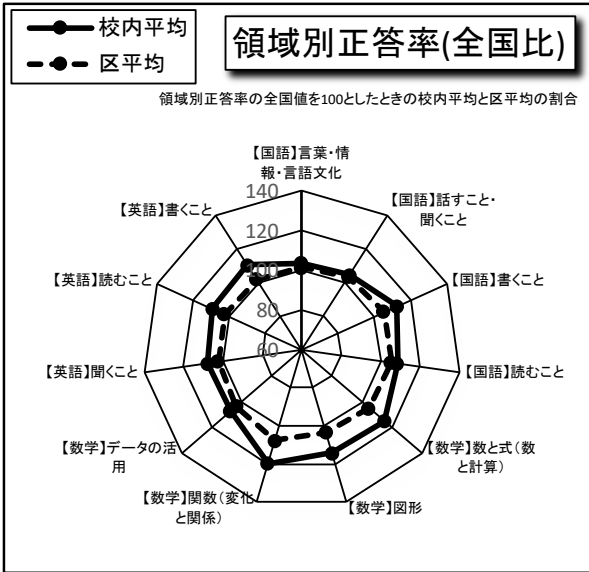 校内平均
区平均
領域別正答率(全国比)
領域別正答率の全国値を100としたときの校内平均と区平均の割合
【国語】言葉・情
報・言語文化
【国語】話すこと・
聞くこと
【国語】書くこと
【国語】読むこと
【数学】数と式(数
と計算)
【数学】図形
【数学】関数(変化
と関係)
【数学】データの活
用
【英語】聞くこと
【英語】読むこと
【英語】書くこと
140
120
100
80
60